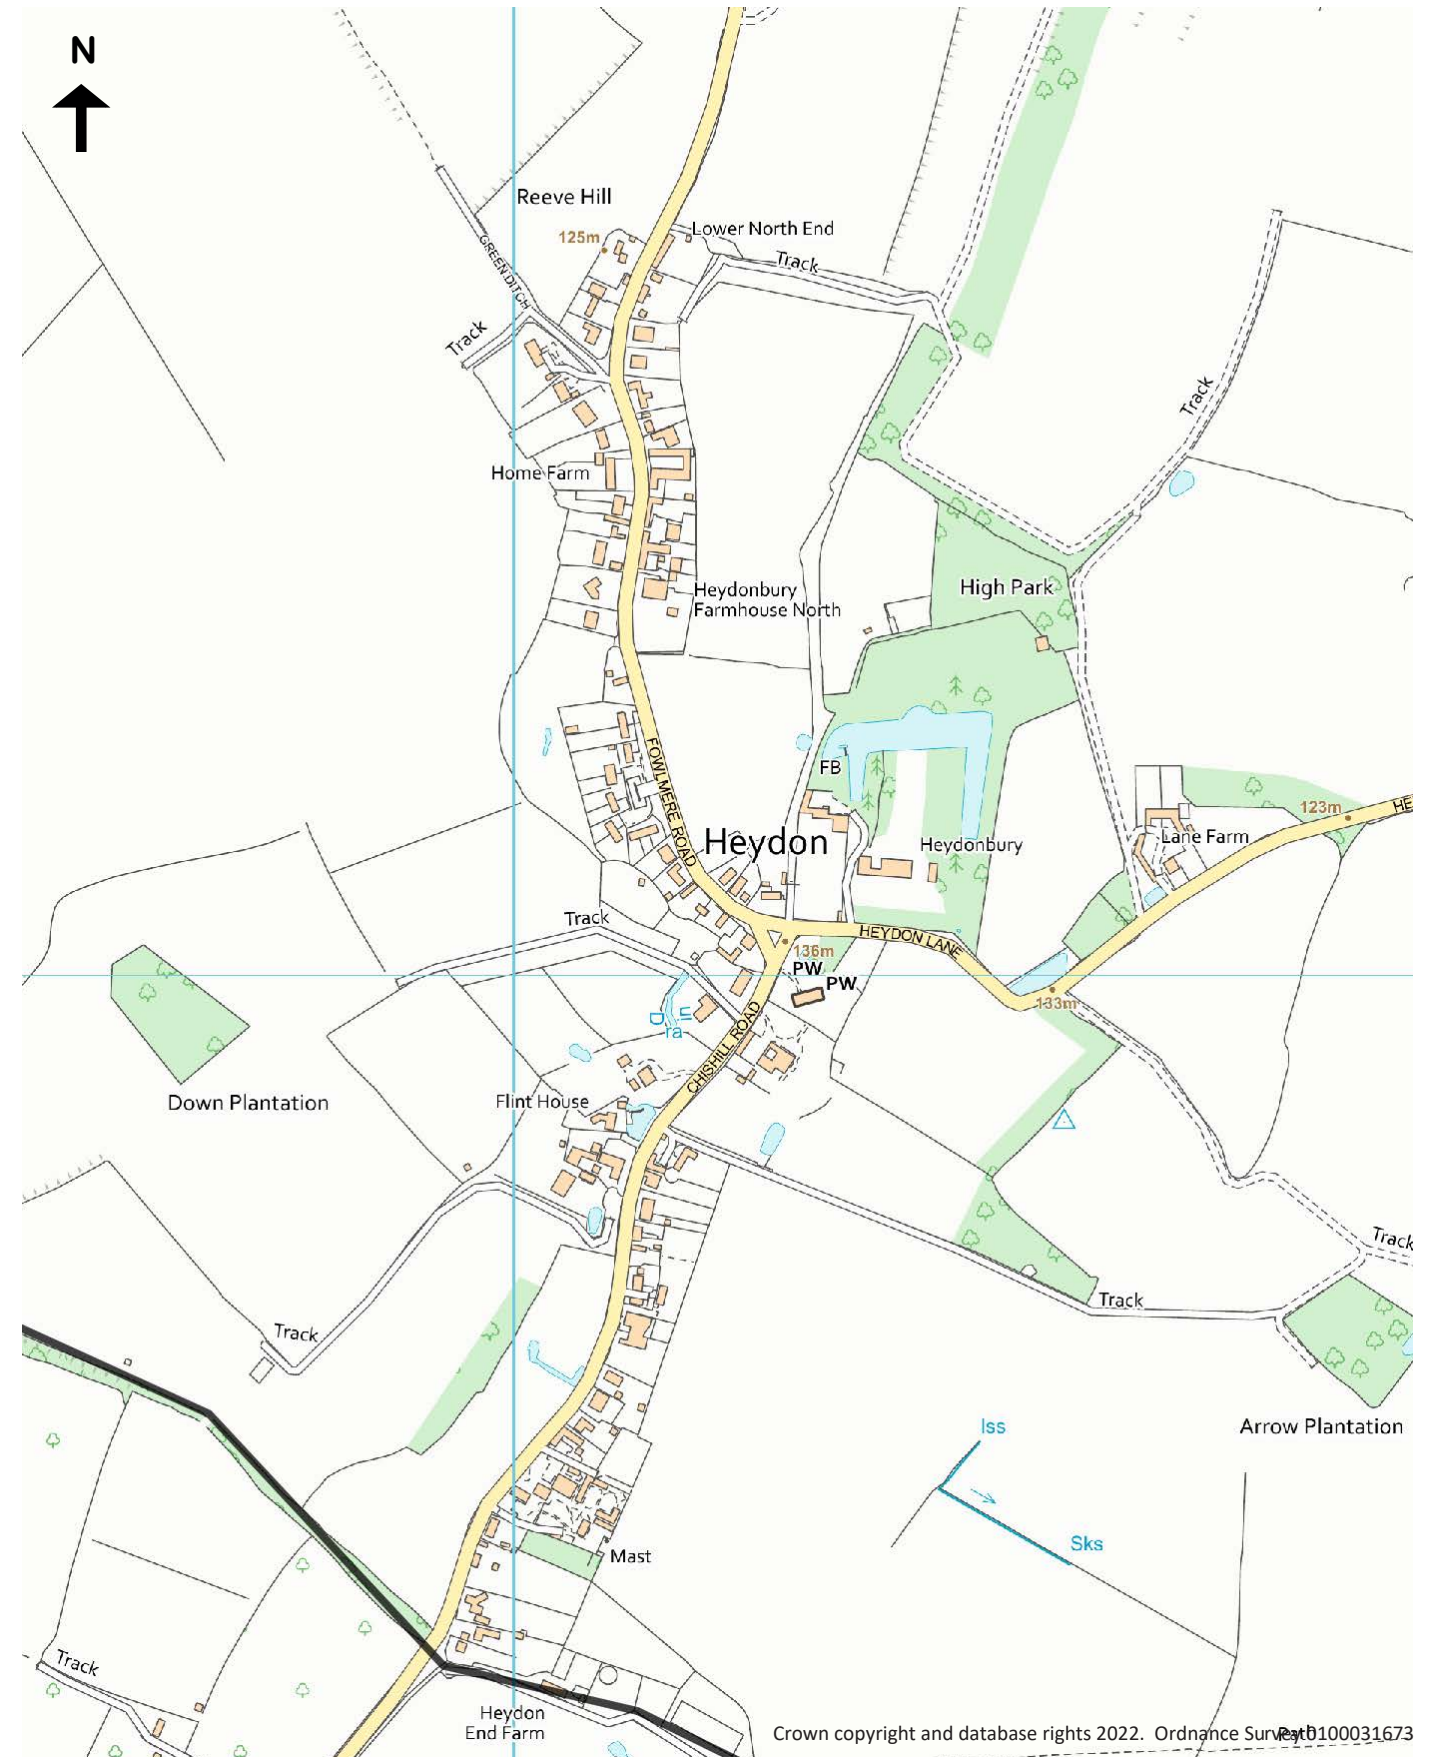 N
Reeve Hill
125m
Lower North End
Track
GREEN DITCH
Track
Track
Home Farm
High Park
Heydonbury
Farmhouse North
FOWLMERE ROAD
FB
123m
HE
Heydon
Lane Farm
Heydonbury
Track
HEYDON LANE
136m
PW
PW
133m
Drain
CHISHILL ROAD
Down Plantation
Flint House
Track
Track
Track
Arrow Plantation
Iss
Sks
Mast
Track
Heydon
End Farm
Crown copyright and database rights 2022. Ordnance Survey 0100031673
Path